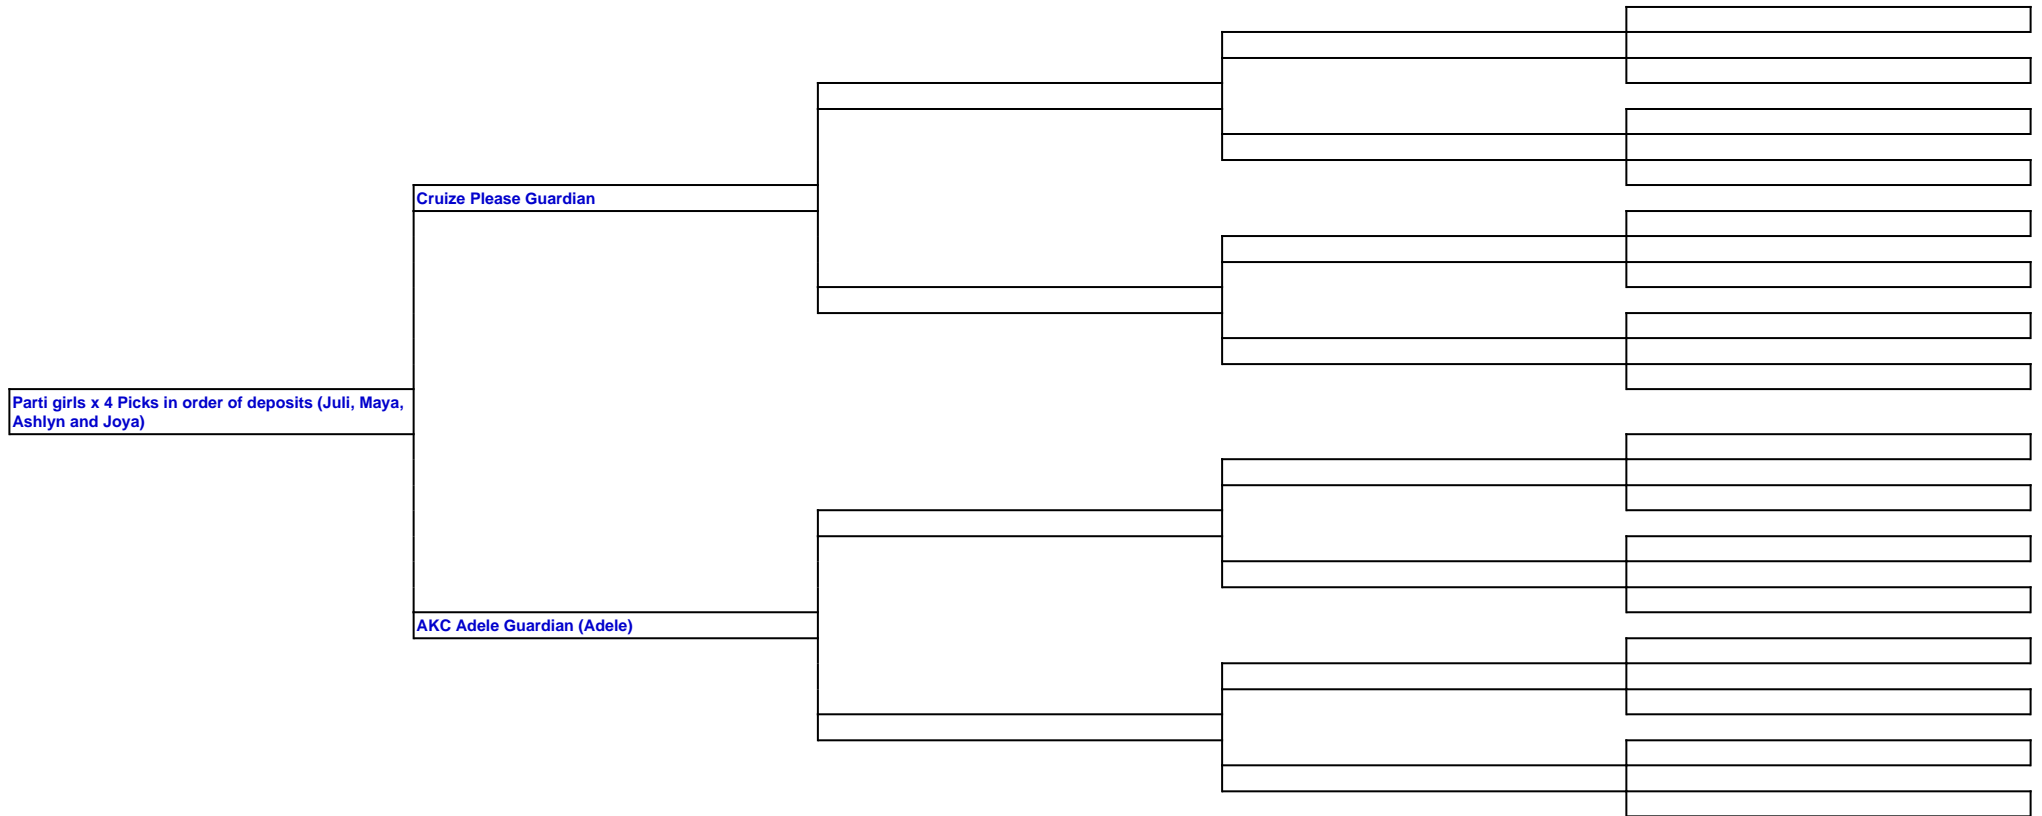 Cruize Please Guardian
Parti girls x 4 Picks in order of deposits (Juli, Maya,
Ashlyn and Joya)
AKC Adele Guardian (Adele)